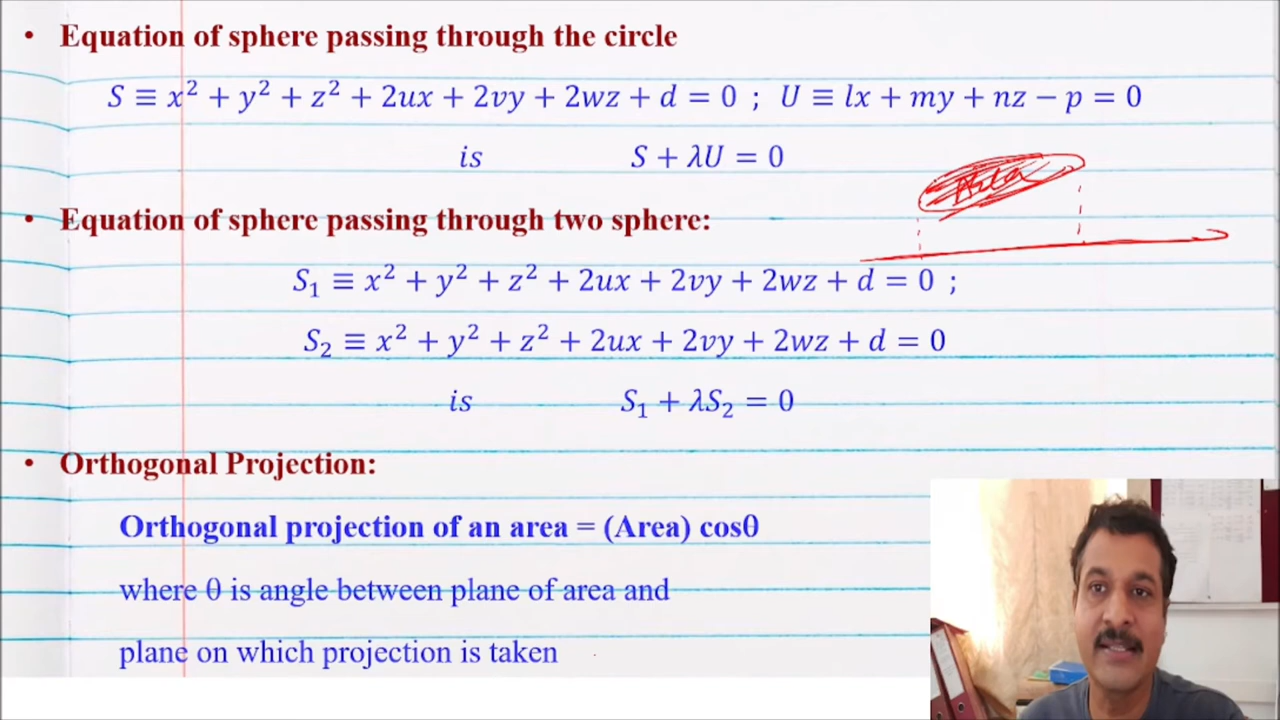 • Equation of sphere passing through the circle
S ≡ x² + y² + z² + 2ux + 2vy + 2wz + d = 0 ; U ≡ lx + my + nz − p = 0
is S + λU = 0
Area
• Equation of sphere passing through two sphere:
S₁ ≡ x² + y² + z² + 2ux + 2vy + 2wz + d = 0 ;
S₂ ≡ x² + y² + z² + 2ux + 2vy + 2wz + d = 0
is S₁ + λS₂ = 0
• Orthogonal Projection:
Orthogonal projection of an area = (Area) cosθ
where θ is angle between plane of area and
plane on which projection is taken